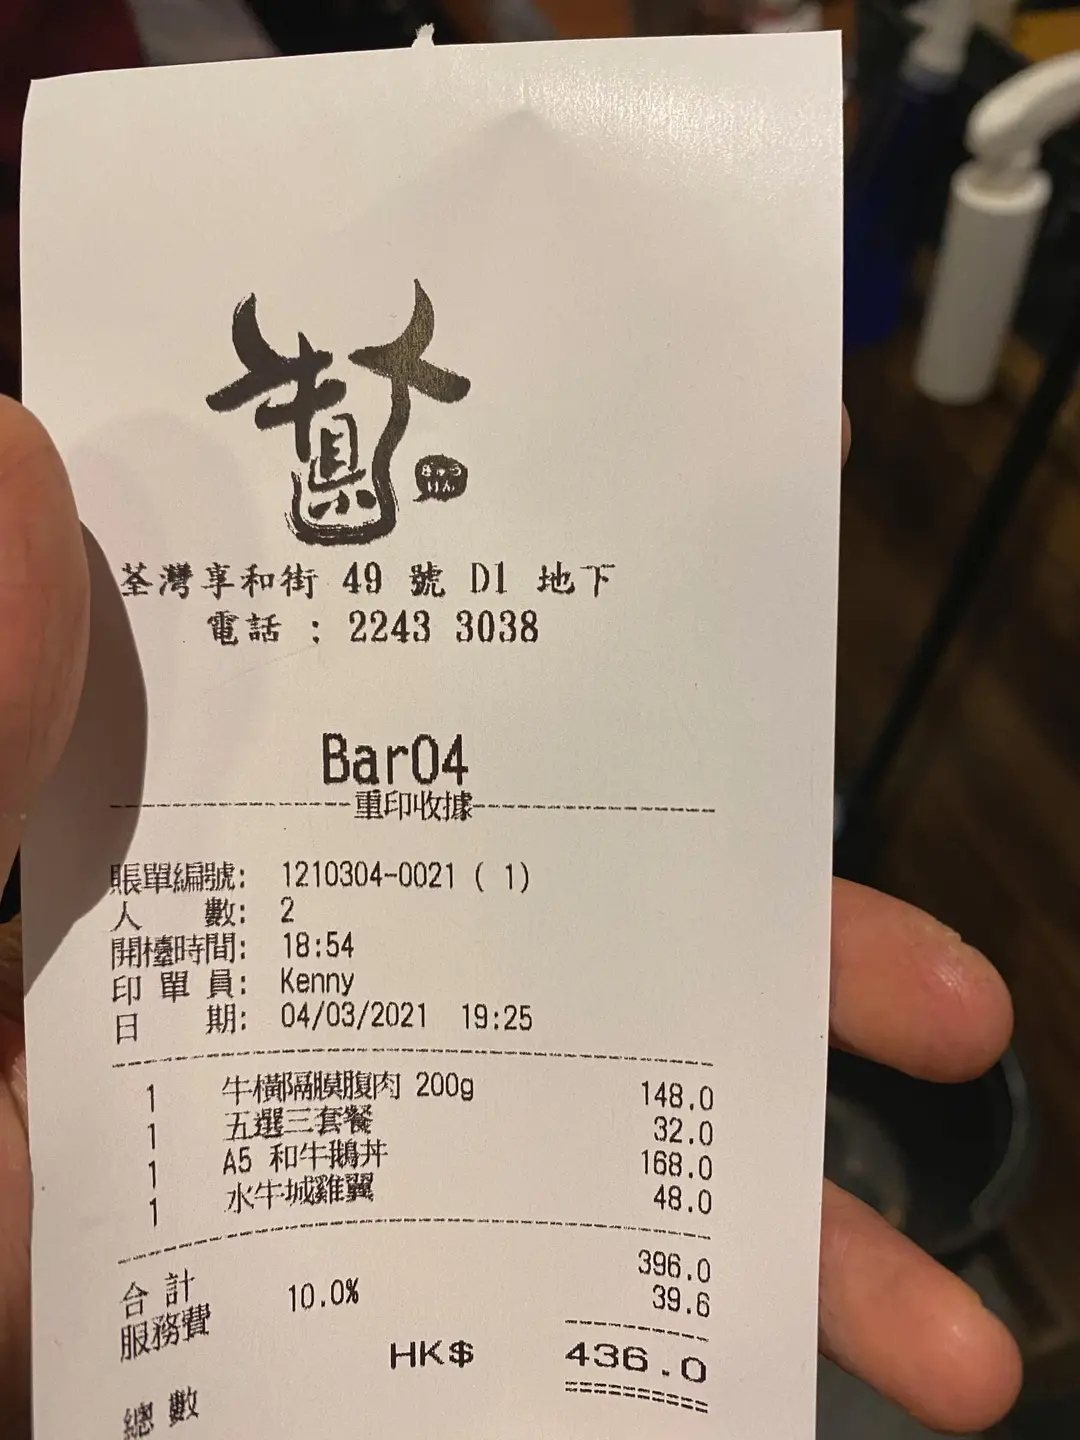 荃灣享和街 49 號 D1 地下
電話 : 2243 3038
Bar04
重印收據
賬單編號: 1210304-0021 ( 1)
人 數: 2
開檯時間: 18:54
印 單 員: Kenny
日 期: 04/03/2021 19:25
1 牛橫隔膜腹肉 200g 148.0
1 五選三套餐 32.0
1 A5 和牛鵝丼 168.0
1 水牛城雞翼 48.0
合 計 396.0
服務費 10.0% 39.6
總 數 HK$ 436.0